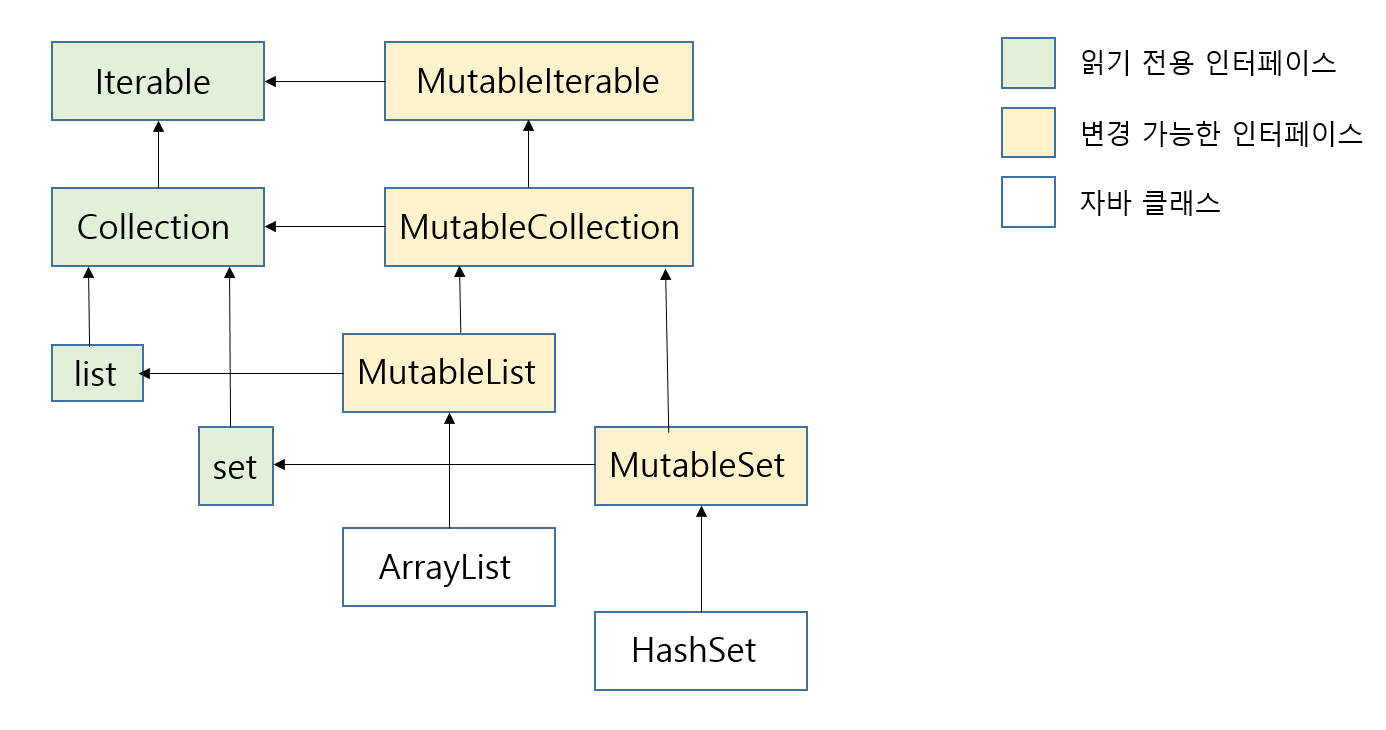 Iterable
MutableIterable
읽기 전용 인터페이스
변경 가능한 인터페이스
자바 클래스
Collection
MutableCollection
list
MutableList
set
MutableSet
ArrayList
HashSet